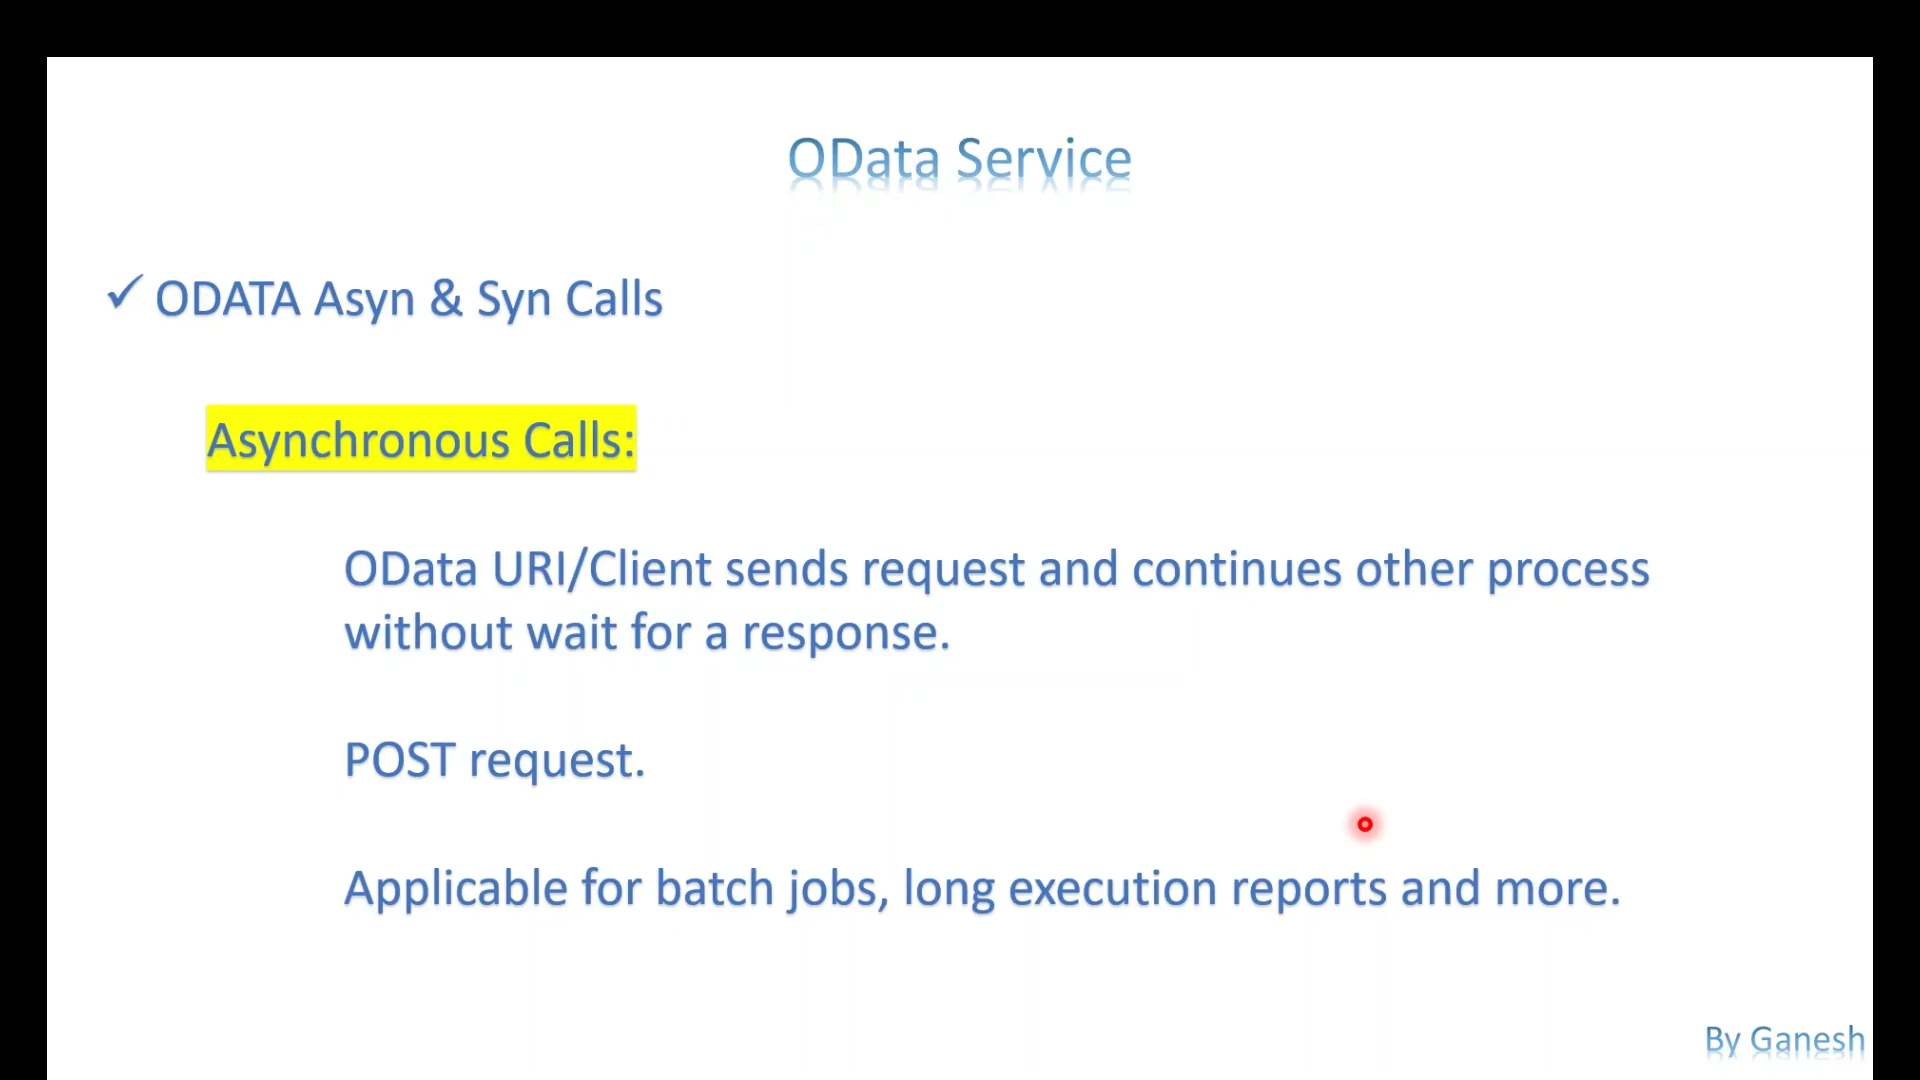 OData Service
✓ ODATA Asyn & Syn Calls
Asynchronous Calls:
OData URI/Client sends request and continues other process
without wait for a response.
POST request.
Applicable for batch jobs, long execution reports and more.
By Ganesh